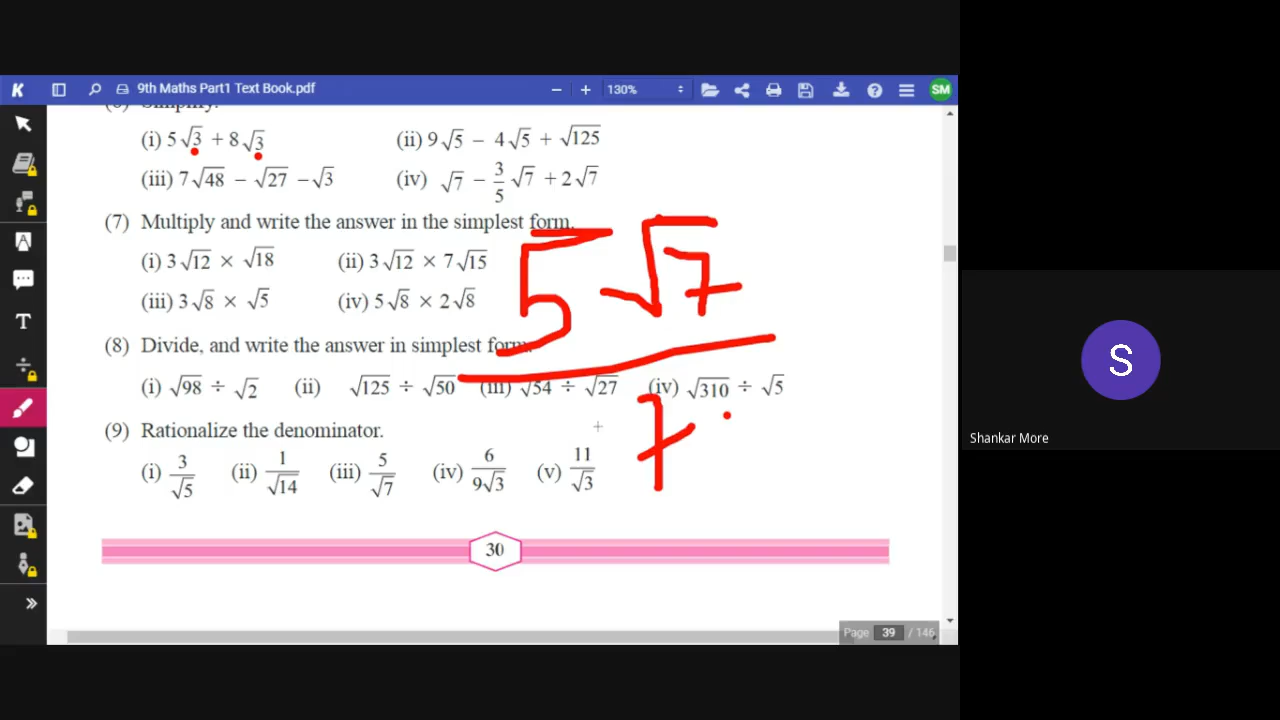 K 9th Maths Part1 Text Book.pdf − + 130% SM
(6) Simplify.
(i) 5√3 + 8√3 (ii) 9√5 − 4√5 + √125
(iii) 7√48 − √27 − √3 (iv) √7 − 3/5 √7 + 2√7
(7) Multiply and write the answer in the simplest form.
(i) 3√12 × √18 (ii) 3√12 × 7√15
(iii) 3√8 × √5 (iv) 5√8 × 2√8
5√7
(8) Divide, and write the answer in simplest form.
(i) √98 ÷ √2 (ii) √125 ÷ √50 (iii) √54 ÷ √27 (iv) √310 ÷ √5
7
(9) Rationalize the denominator.
(i) 3/√5 (ii) 1/√14 (iii) 5/√7 (iv) 6/9√3 (v) 11/√3
30
Page 39 / 146
S
Shankar More